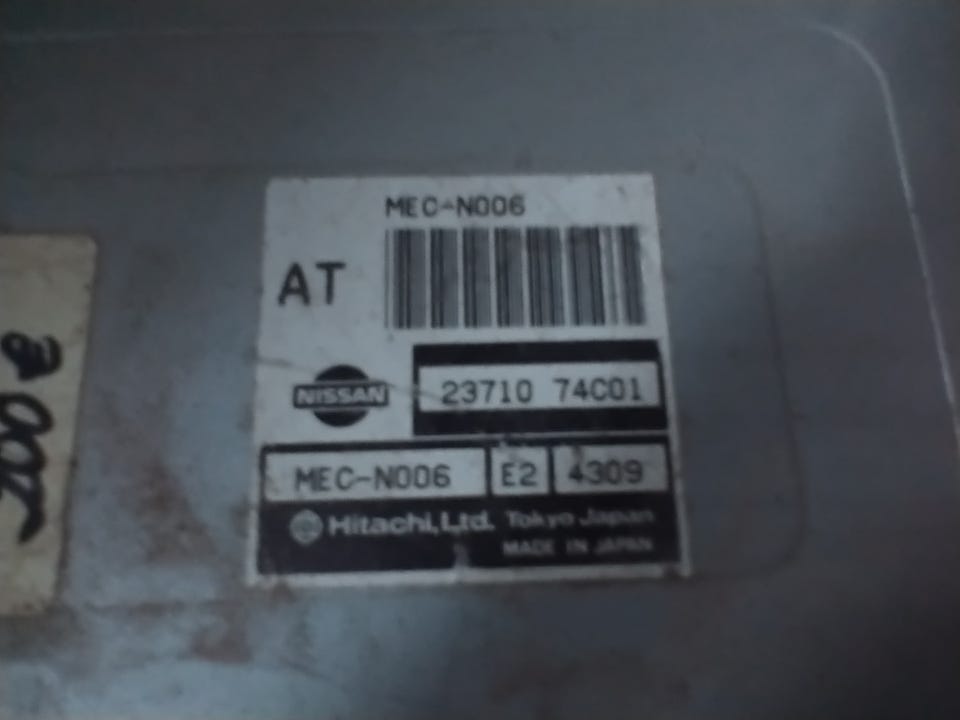 MEC-N006
AT
NISSAN
23710 74C01
MEC-N006 E2 4309
Hitachi, Ltd. Tokyo Japan
MADE IN JAPAN